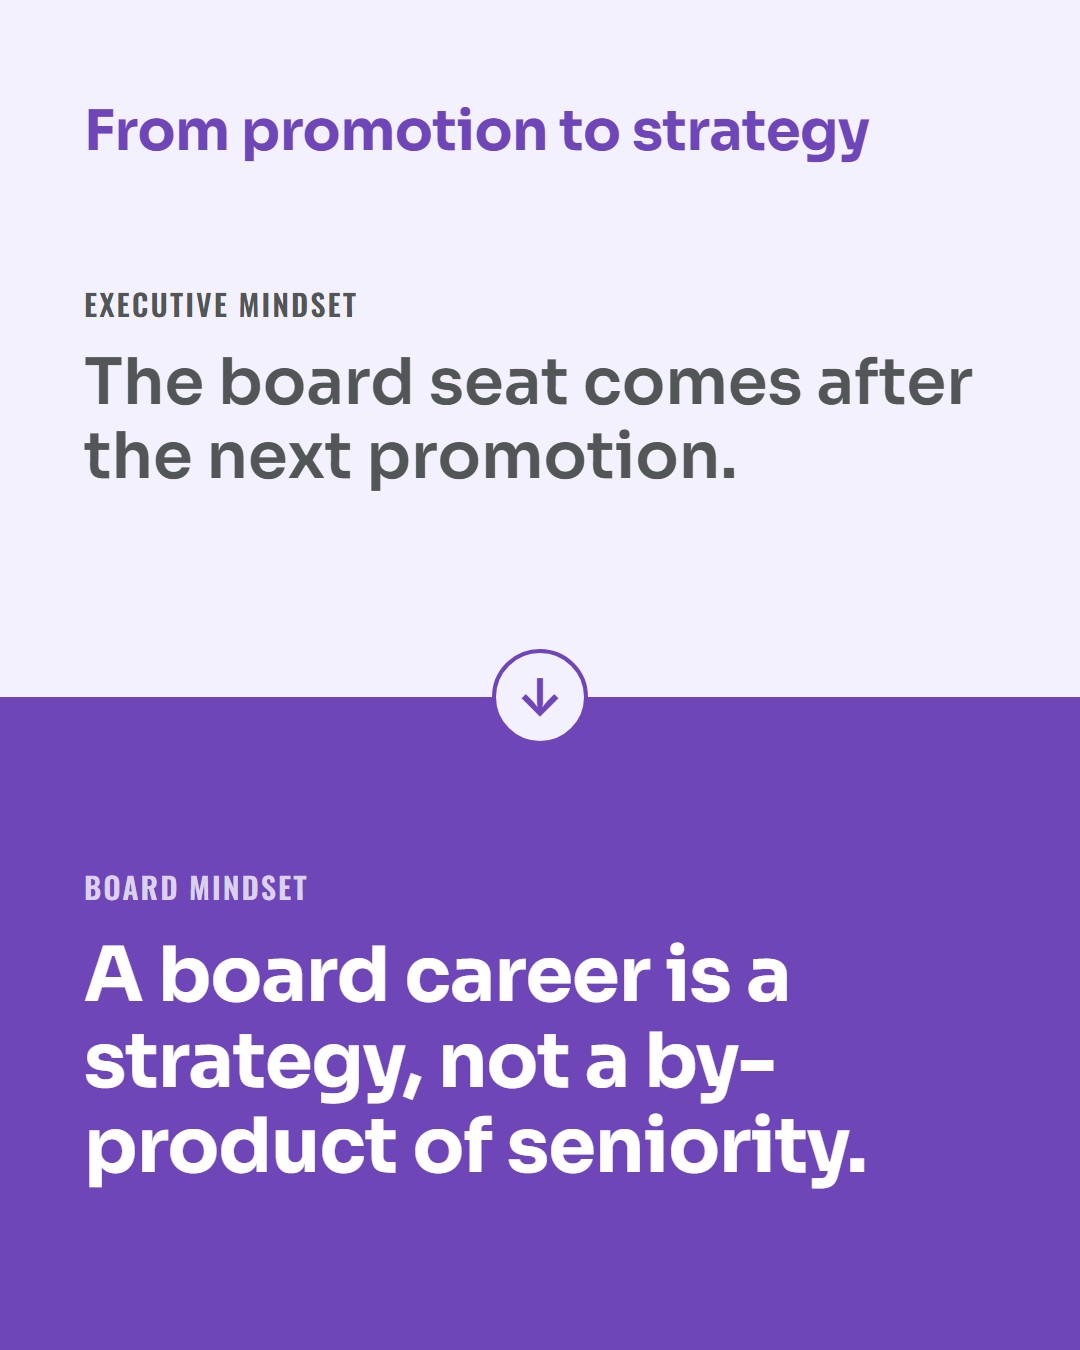 From promotion to strategy
EXECUTIVE MINDSET
The board seat comes after
the next promotion.
BOARD MINDSET
A board career is a
strategy, not a by-
product of seniority.